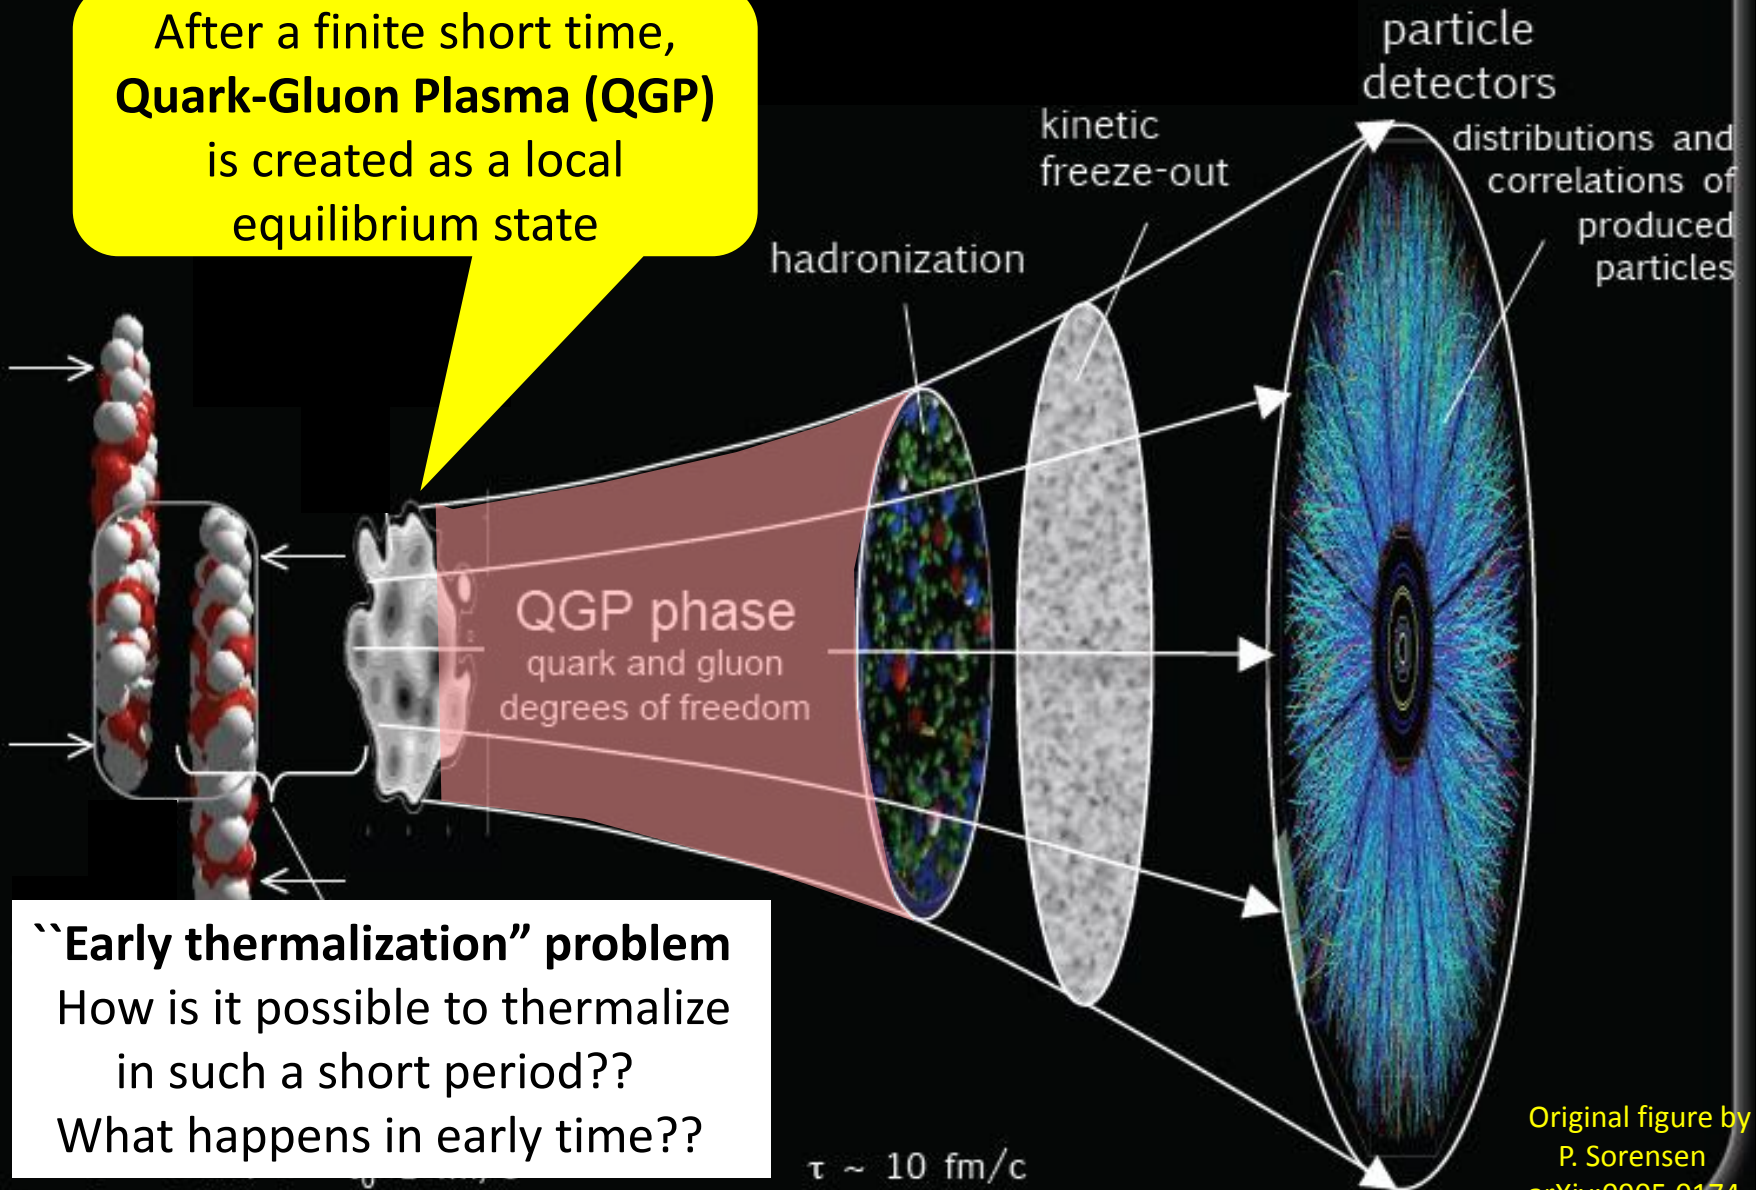 After a finite short time,
Quark-Gluon Plasma (QGP)
is created as a local
equilibrium state
particle
detectors
kinetic
freeze-out
distributions and
correlations of
produced
particles
hadronization
QGP phase
quark and gluon
degrees of freedom
``Early thermalization” problem
How is it possible to thermalize
in such a short period??
What happens in early time??
τ ~ 10 fm/c
Original figure by
P. Sorensen